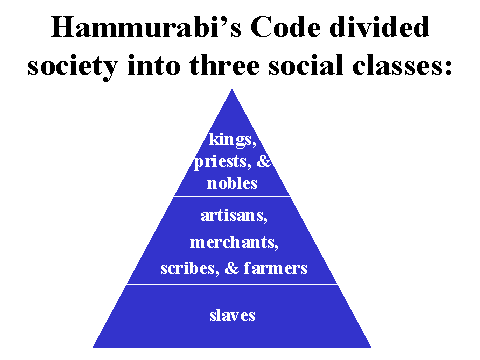 Hammurabi's Code divided
society into three social classes:
kings,
priests, &
nobles
artisans,
merchants,
scribes, & farmers
slaves